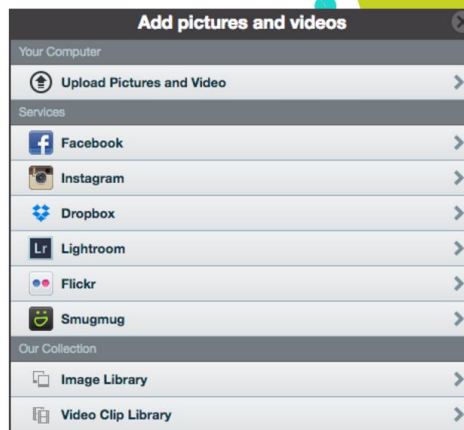 Add pictures and videos
Your Computer
Upload Pictures and Video
Services
Facebook
Instagram
Dropbox
Lr Lightroom
Flickr
Smugmug
Our Collection
Image Library
Video Clip Library